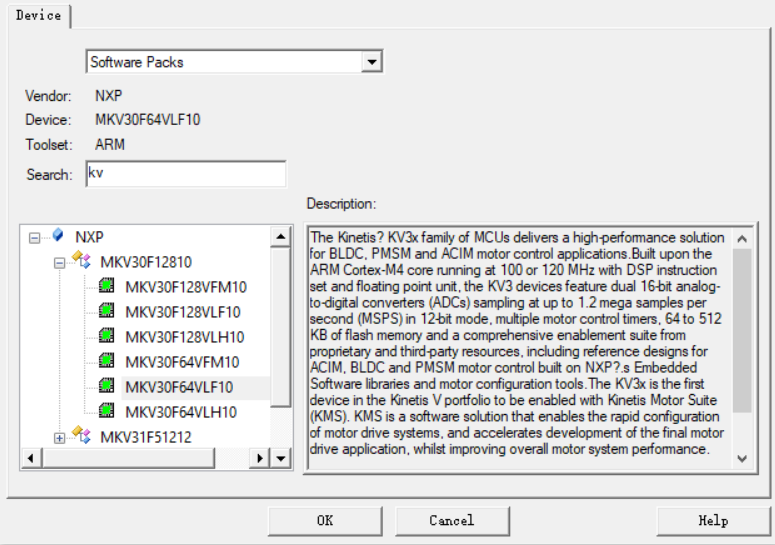 Device
Software Packs
Vendor: NXP
Device: MKV30F64VLF10
Toolset: ARM
Search: kv
Description:
NXP
MKV30F12810
MKV30F128VFM10
MKV30F128VLF10
MKV30F128VLH10
MKV30F64VFM10
MKV30F64VLF10
MKV30F64VLH10
MKV31F51212
The Kinetis? KV3x family of MCUs delivers a high-performance solution
for BLDC, PMSM and ACIM motor control applications.Built upon the
ARM Cortex-M4 core running at 100 or 120 MHz with DSP instruction
set and floating point unit, the KV3 devices feature dual 16-bit analog-
to-digital converters (ADCs) sampling at up to 1.2 mega samples per
second (MSPS) in 12-bit mode, multiple motor control timers, 64 to 512
KB of flash memory and a comprehensive enablement suite from
proprietary and third-party resources, including reference designs for
ACIM, BLDC and PMSM motor control built on NXP?.s Embedded
Software libraries and motor configuration tools.The KV3x is the first
device in the Kinetis V portfolio to be enabled with Kinetis Motor Suite
(KMS). KMS is a software solution that enables the rapid configuration
of motor drive systems, and accelerates development of the final motor
drive application, whilst improving overall motor system performance.
OK
Cancel
Help